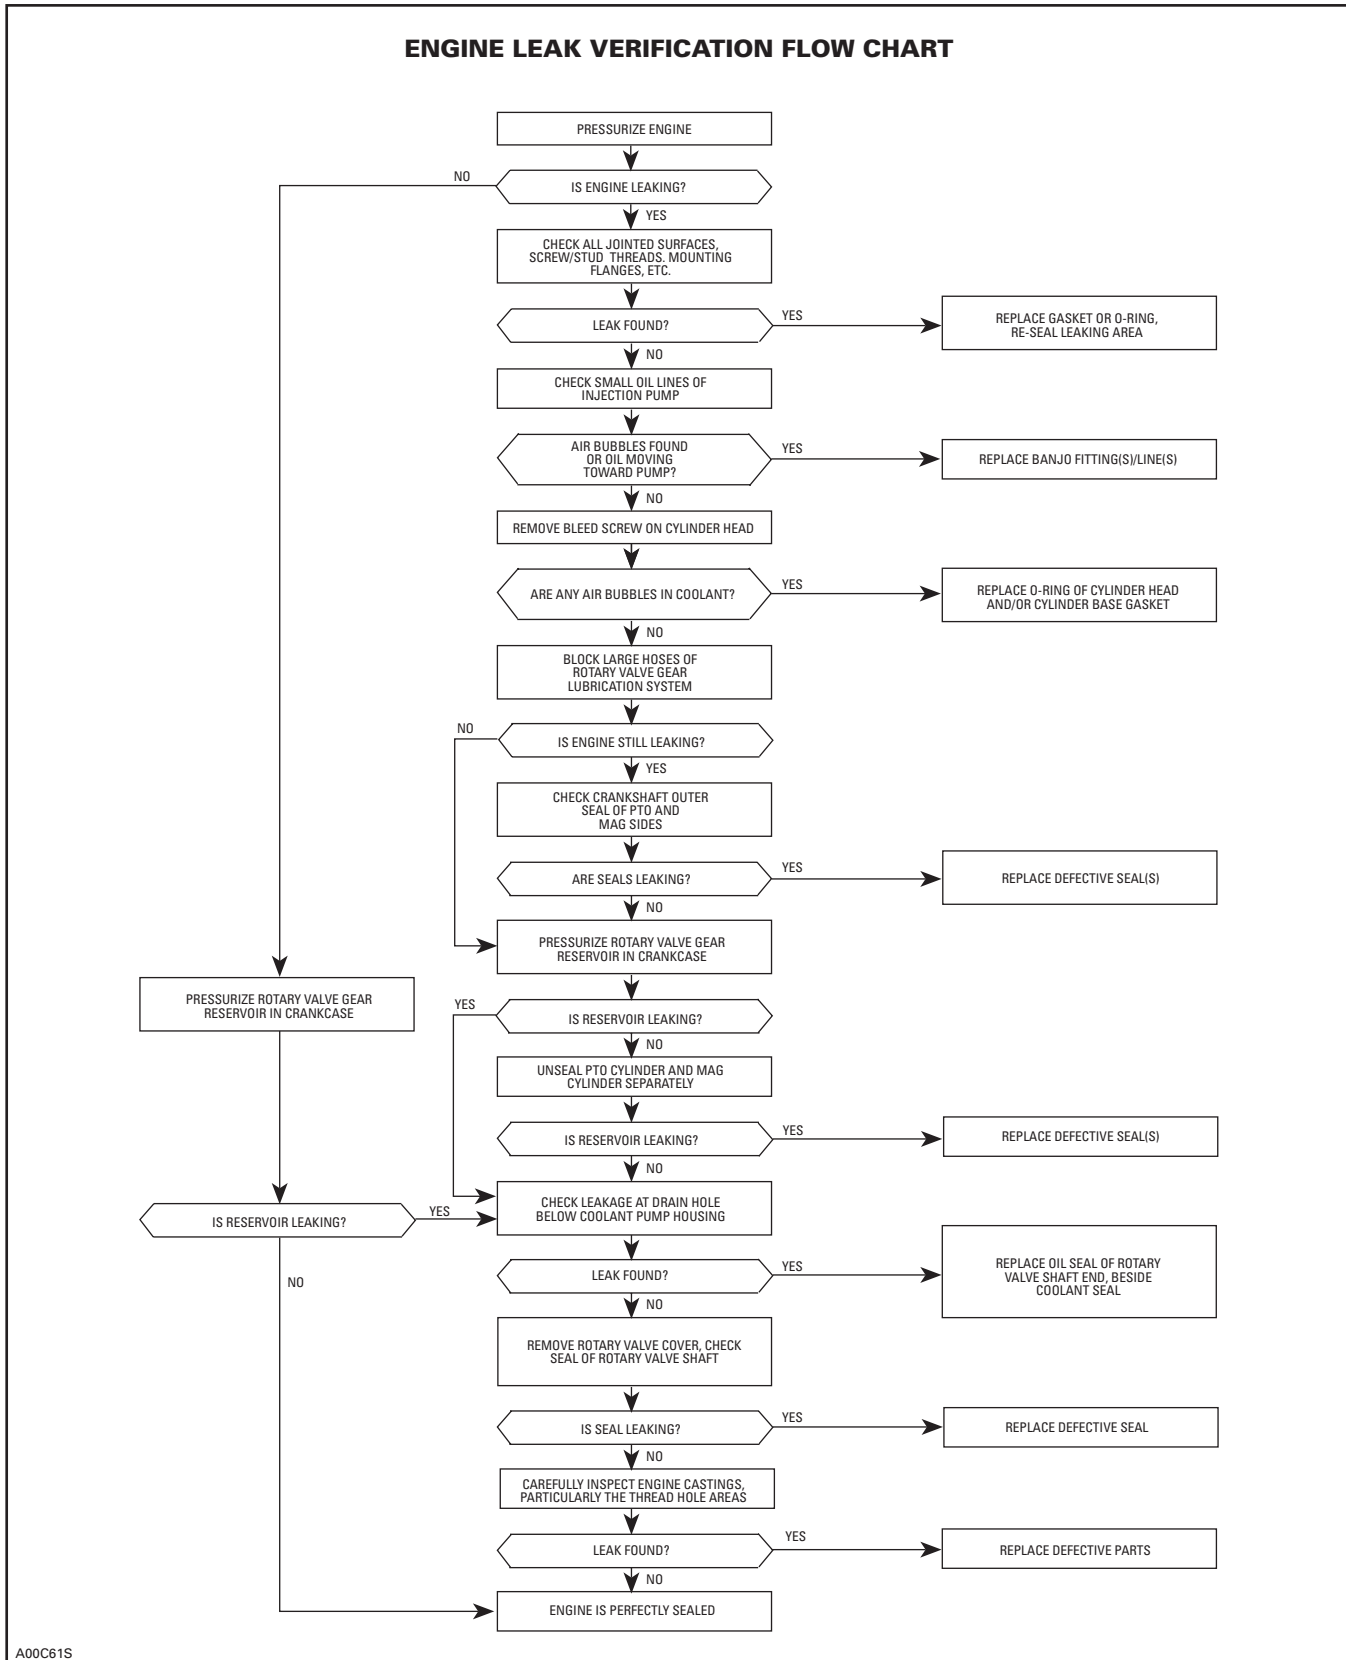 ENGINE LEAK VERIFICATION FLOW CHART
PRESSURIZE ENGINE
NO
IS ENGINE LEAKING?
YES
CHECK ALL JOINTED SURFACES,
SCREW/STUD THREADS. MOUNTING
FLANGES, ETC.
LEAK FOUND?
YES
REPLACE GASKET OR O-RING,
RE-SEAL LEAKING AREA
NO
CHECK SMALL OIL LINES OF
INJECTION PUMP
AIR BUBBLES FOUND
OR OIL MOVING
TOWARD PUMP?
YES
REPLACE BANJO FITTING(S)/LINE(S)
NO
REMOVE BLEED SCREW ON CYLINDER HEAD
ARE ANY AIR BUBBLES IN COOLANT?
YES
REPLACE O-RING OF CYLINDER HEAD
AND/OR CYLINDER BASE GASKET
NO
BLOCK LARGE HOSES OF
ROTARY VALVE GEAR
LUBRICATION SYSTEM
NO
IS ENGINE STILL LEAKING?
YES
CHECK CRANKSHAFT OUTER
SEAL OF PTO AND
MAG SIDES
ARE SEALS LEAKING?
YES
REPLACE DEFECTIVE SEAL(S)
NO
PRESSURIZE ROTARY VALVE GEAR
RESERVOIR IN CRANKCASE
PRESSURIZE ROTARY VALVE GEAR
RESERVOIR IN CRANKCASE
YES
IS RESERVOIR LEAKING?
NO
UNSEAL PTO CYLINDER AND MAG
CYLINDER SEPARATELY
IS RESERVOIR LEAKING?
YES
REPLACE DEFECTIVE SEAL(S)
NO
IS RESERVOIR LEAKING?
YES
CHECK LEAKAGE AT DRAIN HOLE
BELOW COOLANT PUMP HOUSING
NO
LEAK FOUND?
YES
REPLACE OIL SEAL OF ROTARY
VALVE SHAFT END, BESIDE
COOLANT SEAL
NO
REMOVE ROTARY VALVE COVER, CHECK
SEAL OF ROTARY VALVE SHAFT
IS SEAL LEAKING?
YES
REPLACE DEFECTIVE SEAL
NO
CAREFULLY INSPECT ENGINE CASTINGS,
PARTICULARLY THE THREAD HOLE AREAS
LEAK FOUND?
YES
REPLACE DEFECTIVE PARTS
NO
ENGINE IS PERFECTLY SEALED
A00C61S